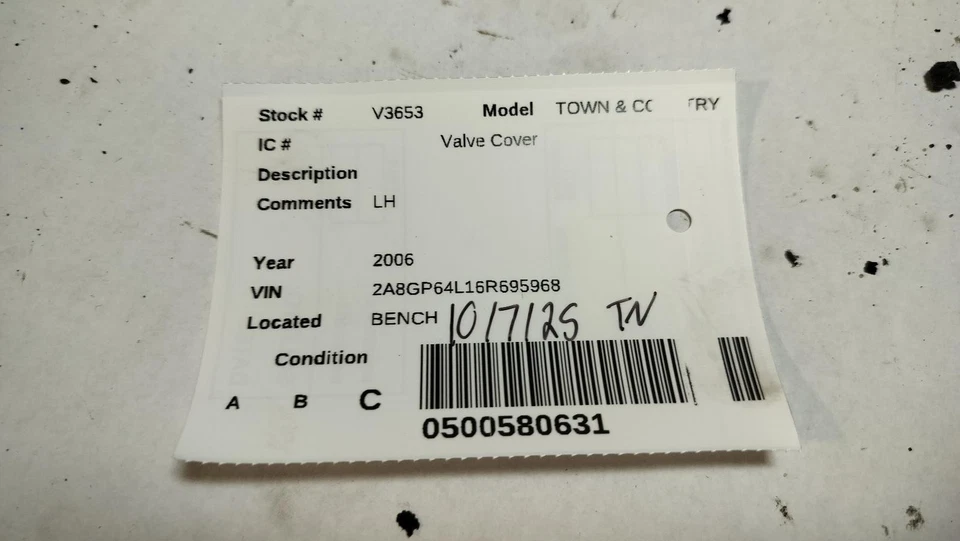 Stock # V3653 Model TOWN & CC TRY
IC # Valve Cover
Description
Comments LH
Year 2006
VIN 2A8GP64L16R695968
Located BENCH 10/7/25 TN
Condition
A B C
0500580631